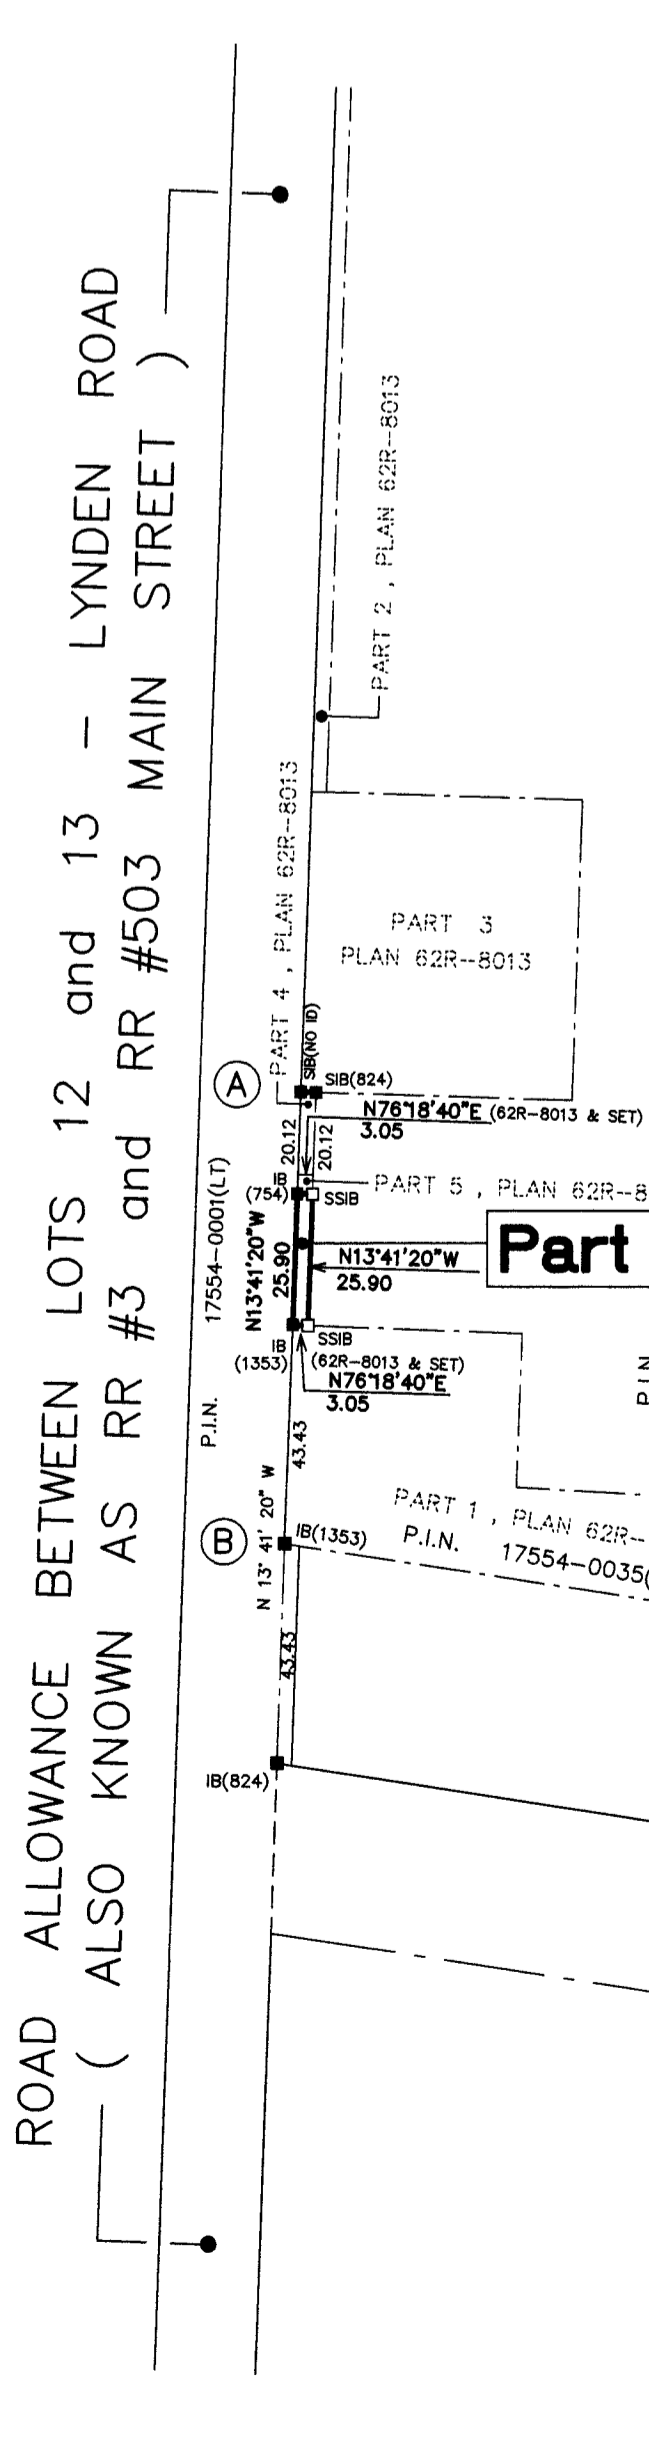 ROAD ALLOWANCE BETWEEN LOTS 12 and 13 - LYNDEN ROAD
( ALSO KNOWN AS RR #3 and RR #503 MAIN STREET )
PART 2 , PLAN 62R--8013
PART 4 , PLAN 62R--8013
PART 3
PLAN 62R--8013
SIB(NO ID)
A
SIB(824)
N76°18'40"E (62R-8013 & SET)
3.05
20.12
20.12
IB
(754)
SSIB
PART 5 , PLAN 62R--8
17554-0001(LT)
P.I.N.
N13°41'20"W
25.90
Part
N13°41'20"W
25.90
IB
(1353)
SSIB
(62R-8013 & SET)
N76°18'40"E
3.05
P.I.N
43.43
N 13° 41' 20" W
PART 1 , PLAN 62R--
P.I.N. 17554-0035(
B
IB(1353)
43.43
IB(824)